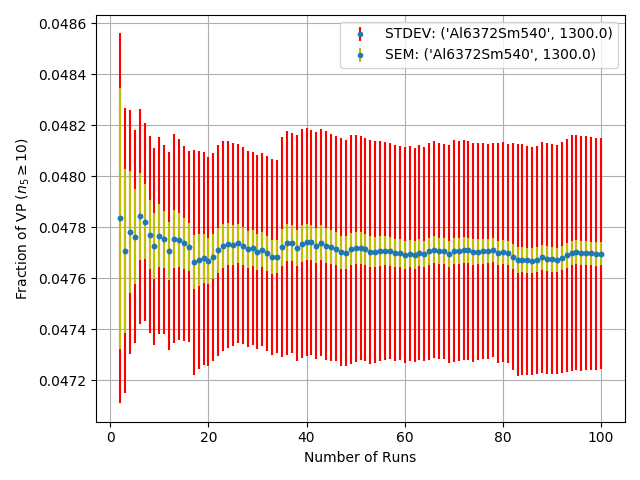 0.0486
0.0484
0.0482
0.0480
0.0478
0.0476
0.0474
0.0472
Fraction of VP (n₅ ≥ 10)
STDEV: ('Al6372Sm540', 1300.0)
SEM: ('Al6372Sm540', 1300.0)
0 20 40 60 80 100
Number of Runs